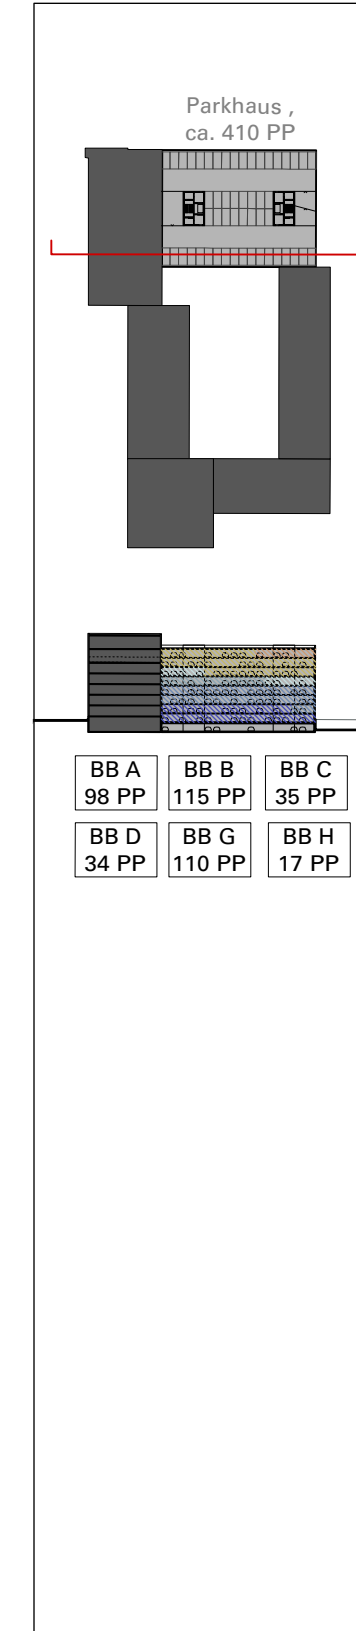 Parkhaus ,
ca. 410 PP
BB A
98 PP
BB B
115 PP
BB C
35 PP
BB D
34 PP
BB G
110 PP
BB H
17 PP